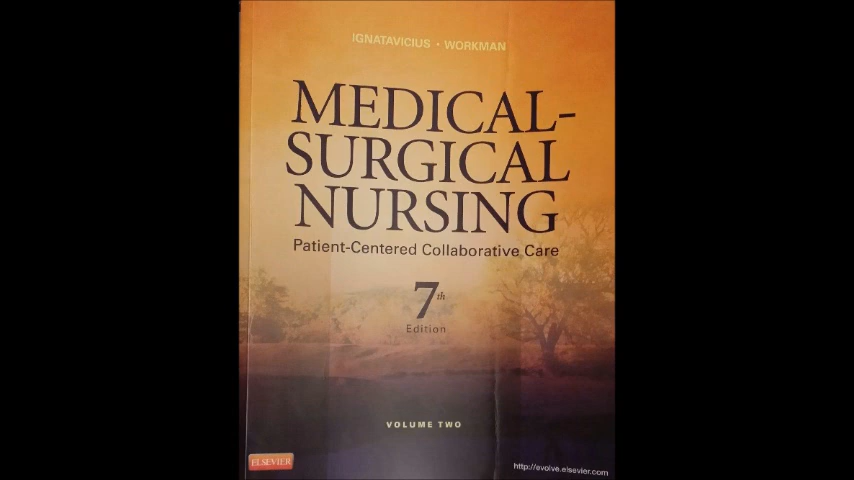 IGNATAVICIUS • WORKMAN
MEDICAL-
SURGICAL
NURSING
Patient-Centered Collaborative Care
7th
Edition
VOLUME TWO
ELSEVIER
http://evolve.elsevier.com